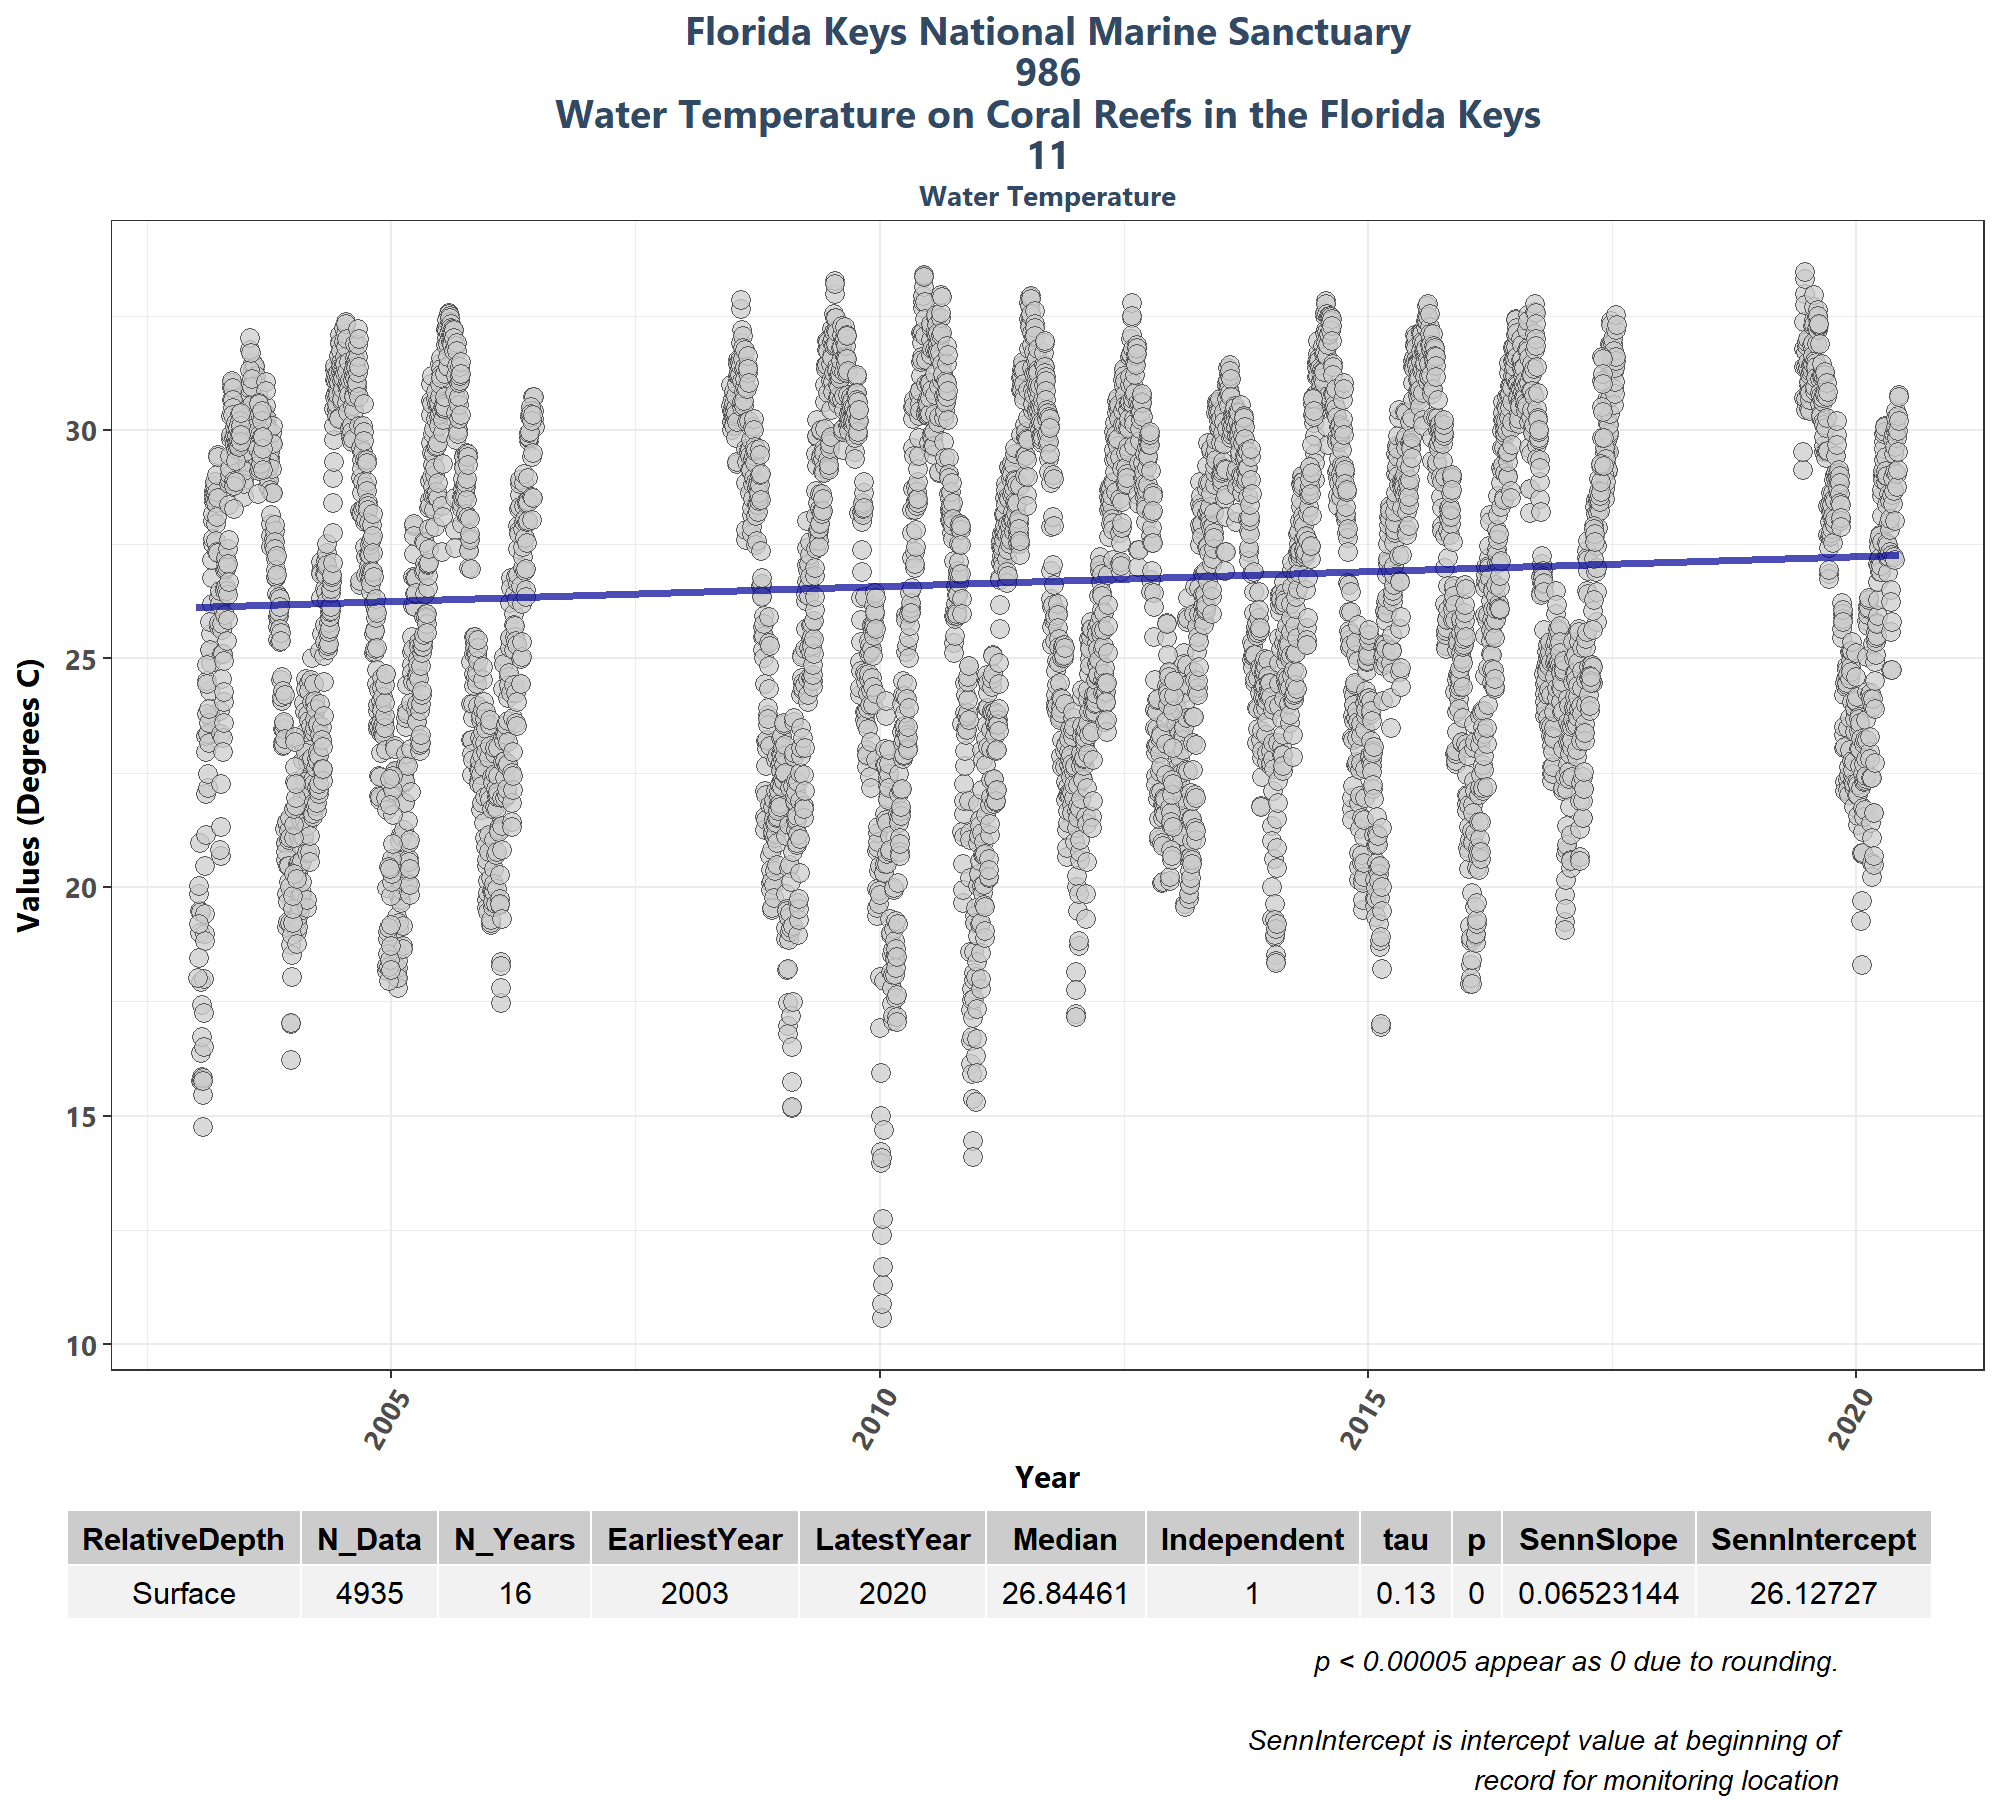 Florida Keys National Marine Sanctuary
986
Water Temperature on Coral Reefs in the Florida Keys
11
Water Temperature
Values (Degrees C)
30
25
20
15
10
2005
2010
2015
2020
Year
RelativeDepth N_Data N_Years EarliestYear LatestYear Median Independent tau p SennSlope SennIntercept
Surface 4935 16 2003 2020 26.84461 1 0.13 0 0.06523144 26.12727
p < 0.00005 appear as 0 due to rounding.
SennIntercept is intercept value at beginning of
record for monitoring location